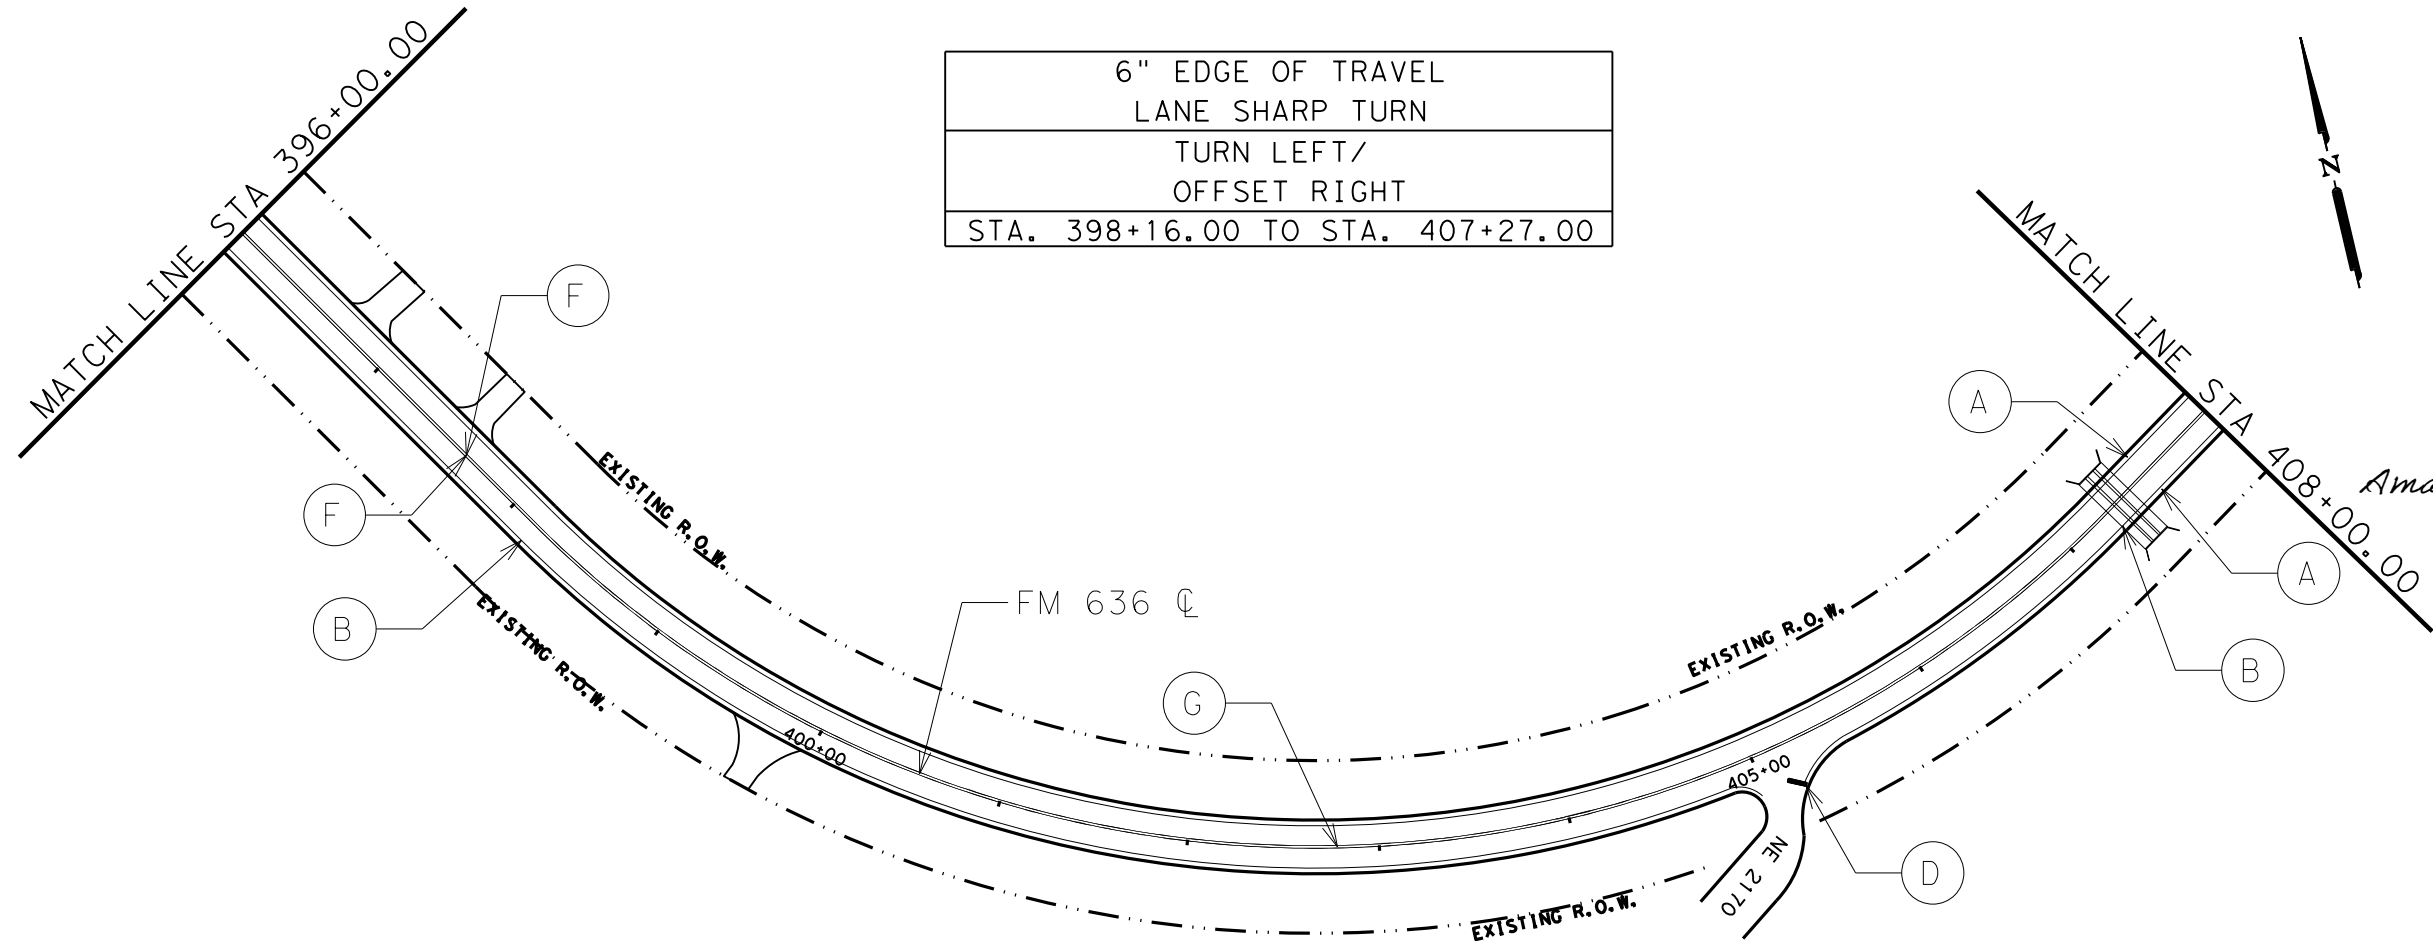 MATCH LINE STA 396+00.00
6" EDGE OF TRAVEL
LANE SHARP TURN
TURN LEFT/
OFFSET RIGHT
STA. 398+16.00 TO STA. 407+27.00
N
MATCH LINE STA 408+00.00
F
A
EXISTING R.O.W.
F
A
B
EXISTING R.O.W.
FM 636 ℄
EXISTING R.O.W.
B
G
400+00
405+00
NE 2170
D
EXISTING R.O.W.